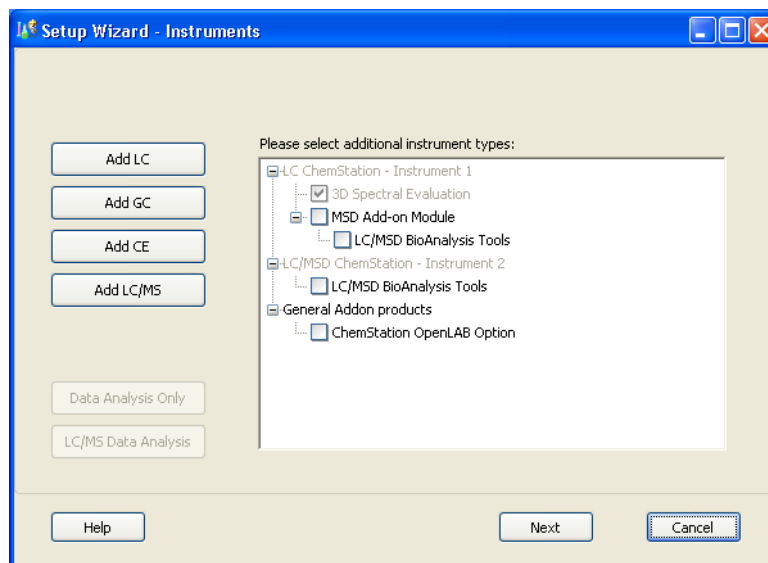 Setup Wizard - Instruments
Please select additional instrument types:
Add LC
Add GC
Add CE
Add LC/MS
Data Analysis Only
LC/MS Data Analysis
LC ChemStation - Instrument 1
3D Spectral Evaluation
MSD Add-on Module
LC/MSD BioAnalysis Tools
LC/MSD ChemStation - Instrument 2
LC/MSD BioAnalysis Tools
General Addon products
ChemStation OpenLAB Option
Help
Next
Cancel